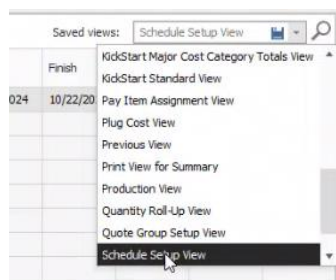 Saved views: Schedule Setup View
Finish
024 10/22/20
KickStart Major Cost Category Totals View
KickStart Standard View
Pay Item Assignment View
Plug Cost View
Previous View
Print View for Summary
Production View
Quantity Roll-Up View
Quote Group Setup View
Schedule Setup View